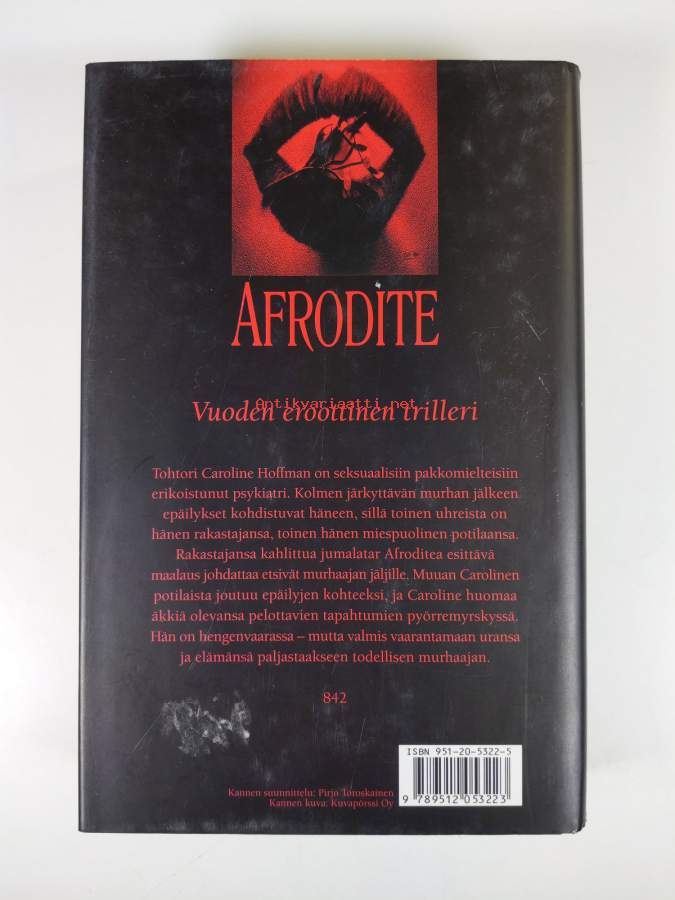 AFRODITE
Antikvariaatti.net
Vuoden eroottinen trilleri
Tohtori Caroline Hoffman on seksuaalisiin pakkomielteisiin
erikoistunut psykiatri. Kolmen järkyttävän murhan jälkeen
epäilykset kohdistuvat häneen, sillä toinen uhreista on
hänen rakastajansa, toinen hänen miespuolinen potilaansa.
Rakastajansa kahlittua jumalatar Afroditea esittävä
maalaus johdattaa etsivät murhaajan jäljille. Muuan Carolinen
potilaista joutuu epäilyjen kohteeksi, ja Caroline huomaa
äkkiä olevansa pelottavien tapahtumien pyörremyrskyssä.
Hän on hengenvaarassa – mutta valmis vaarantamaan uransa
ja elämänsä paljastaakseen todellisen murhaajan.
842
ISBN 951-20-5322-5
9 789512 053223
Kannen suunnittelu: Pirjo Toroskainen
Kannen kuva: Kuvapörssi Oy